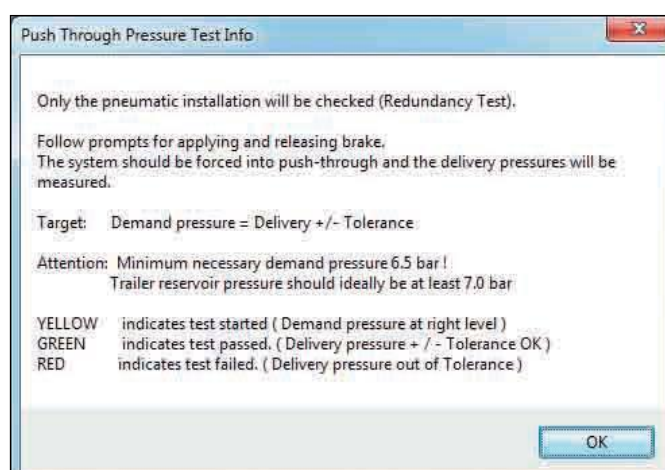 Push Through Pressure Test Info
Only the pneumatic installation will be checked (Redundancy Test).
Follow prompts for applying and releasing brake.
The system should be forced into push-through and the delivery pressures will be
measured.
Target: Demand pressure = Delivery +/- Tolerance
Attention: Minimum necessary demand pressure 6.5 bar !
Trailer reservoir pressure should ideally be at least 7.0 bar
YELLOW indicates test started ( Demand pressure at right level )
GREEN indicates test passed. ( Delivery pressure + / - Tolerance OK )
RED indicates test failed. ( Delivery pressure out of Tolerance )
OK